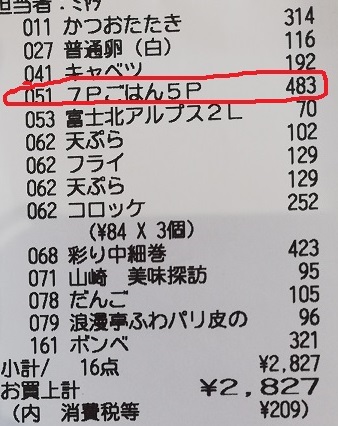 担当者:ミヤウ
011 かつおたたき 314
027 普通卵(白) 116
041 キャベツ 192
051 7Pごはん5P 483
053 富士北アルプス2L 70
062 天ぷら 102
062 フライ 129
062 天ぷら 129
062 コロッケ 252
(¥84 X 3個)
068 彩り中細巻 423
071 山崎 美味探訪 95
078 だんご 105
079 浪漫亭ふわパリ皮の 96
161 ボンベ 321
小計/ 16点 ¥2,827
お買上計 ¥2,827
(内 消費税等 ¥209)